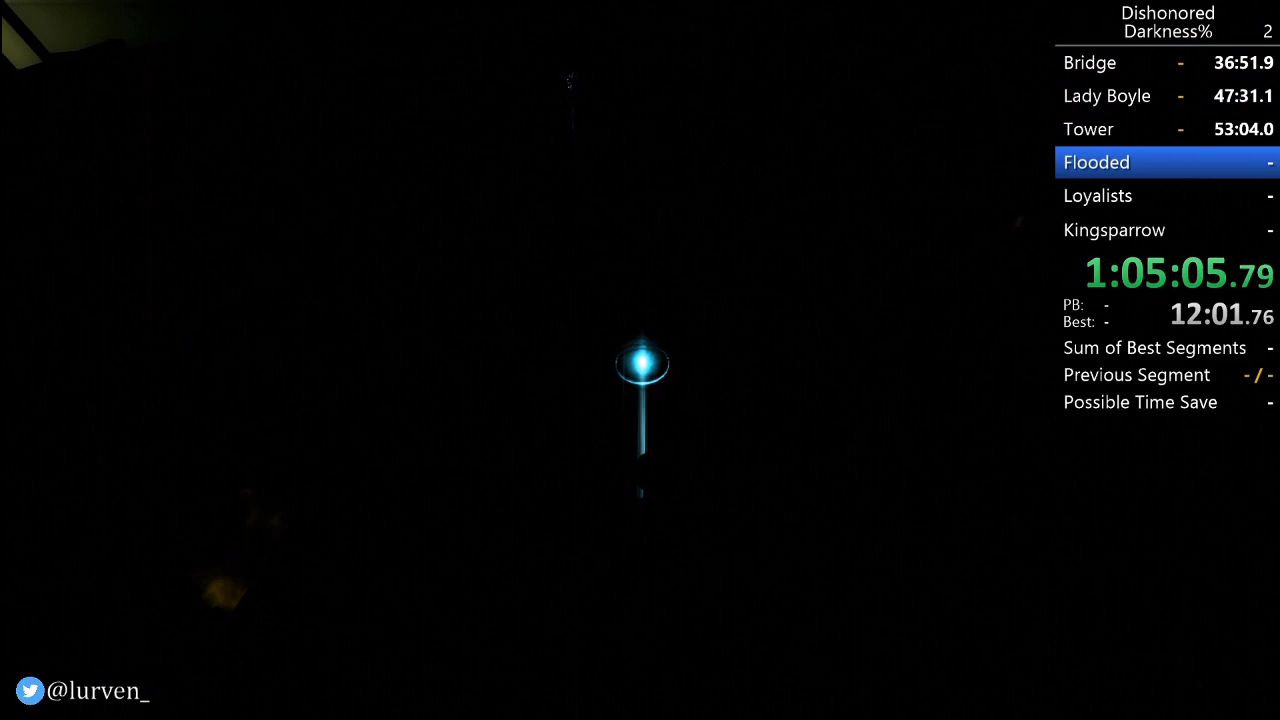 Dishonored
Darkness% 2
Bridge - 36:51.9
Lady Boyle - 47:31.1
Tower - 53:04.0
Flooded -
Loyalists -
Kingsparrow -
1:05:05.79
PB: -
Best: - 12:01.76
Sum of Best Segments -
Previous Segment - / -
Possible Time Save -
@lurven_